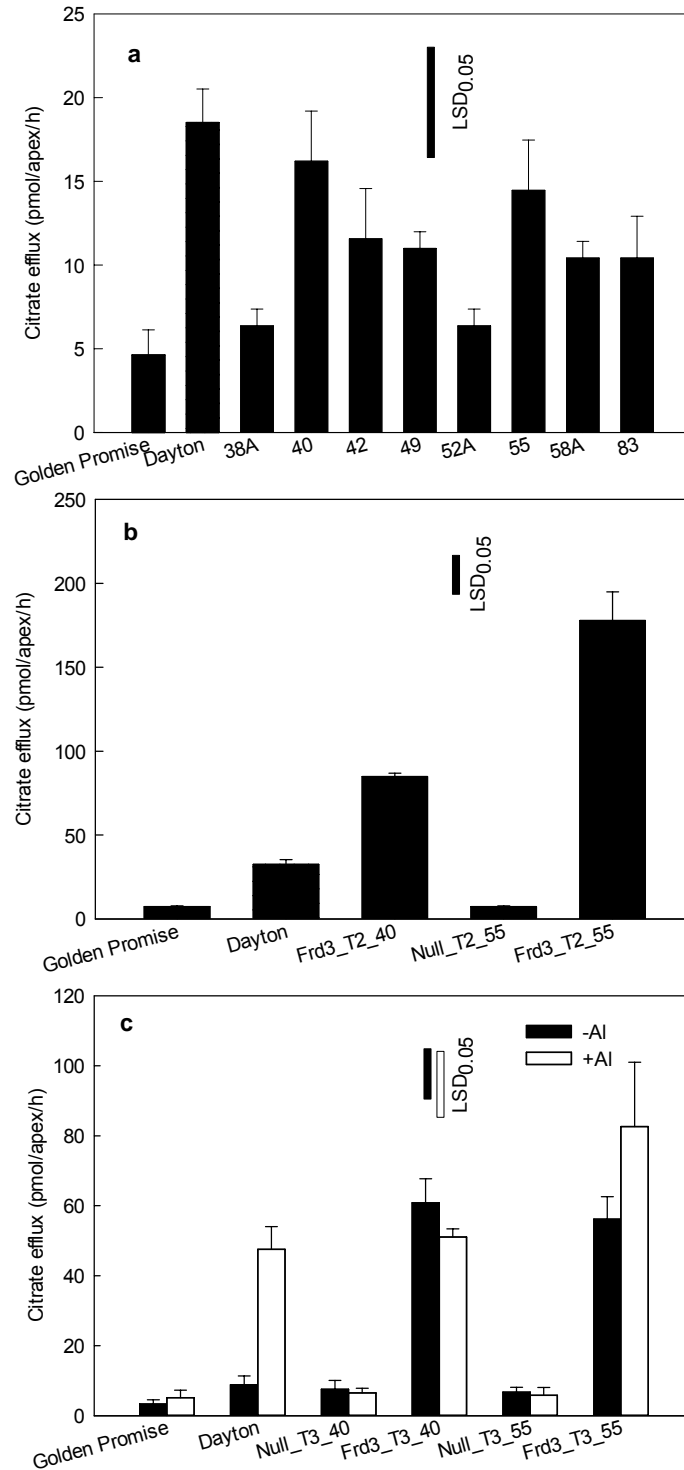 a
LSD0.05
Citrate efflux (pmol/apex/h)
25
20
15
10
5
0
Golden Promise
Dayton
38A
40
42
49
52A
55
58A
83
b
LSD0.05
Citrate efflux (pmol/apex/h)
250
200
150
100
50
0
Golden Promise
Dayton
Frd3_T2_40
Null_T2_55
Frd3_T2_55
c
LSD0.05
-Al
+Al
Citrate efflux (pmol/apex/h)
120
100
80
60
40
20
0
Golden Promise
Dayton
Null_T3_40
Frd3_T3_40
Null_T3_55
Frd3_T3_55